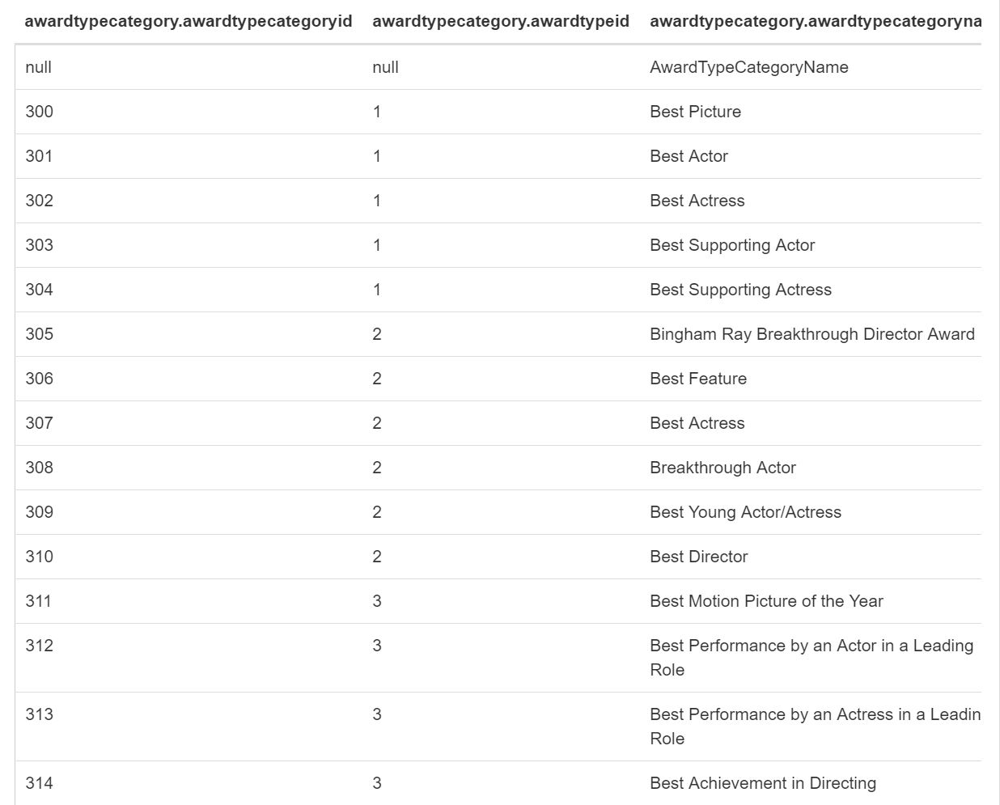 awardtypecategory.awardtypecategoryid awardtypecategory.awardtypeid awardtypecategory.awardtypecategoryna
null null AwardTypeCategoryName
300 1 Best Picture
301 1 Best Actor
302 1 Best Actress
303 1 Best Supporting Actor
304 1 Best Supporting Actress
305 2 Bingham Ray Breakthrough Director Award
306 2 Best Feature
307 2 Best Actress
308 2 Breakthrough Actor
309 2 Best Young Actor/Actress
310 2 Best Director
311 3 Best Motion Picture of the Year
312 3 Best Performance by an Actor in a Leading
Role
313 3 Best Performance by an Actress in a Leadin
Role
314 3 Best Achievement in Directing